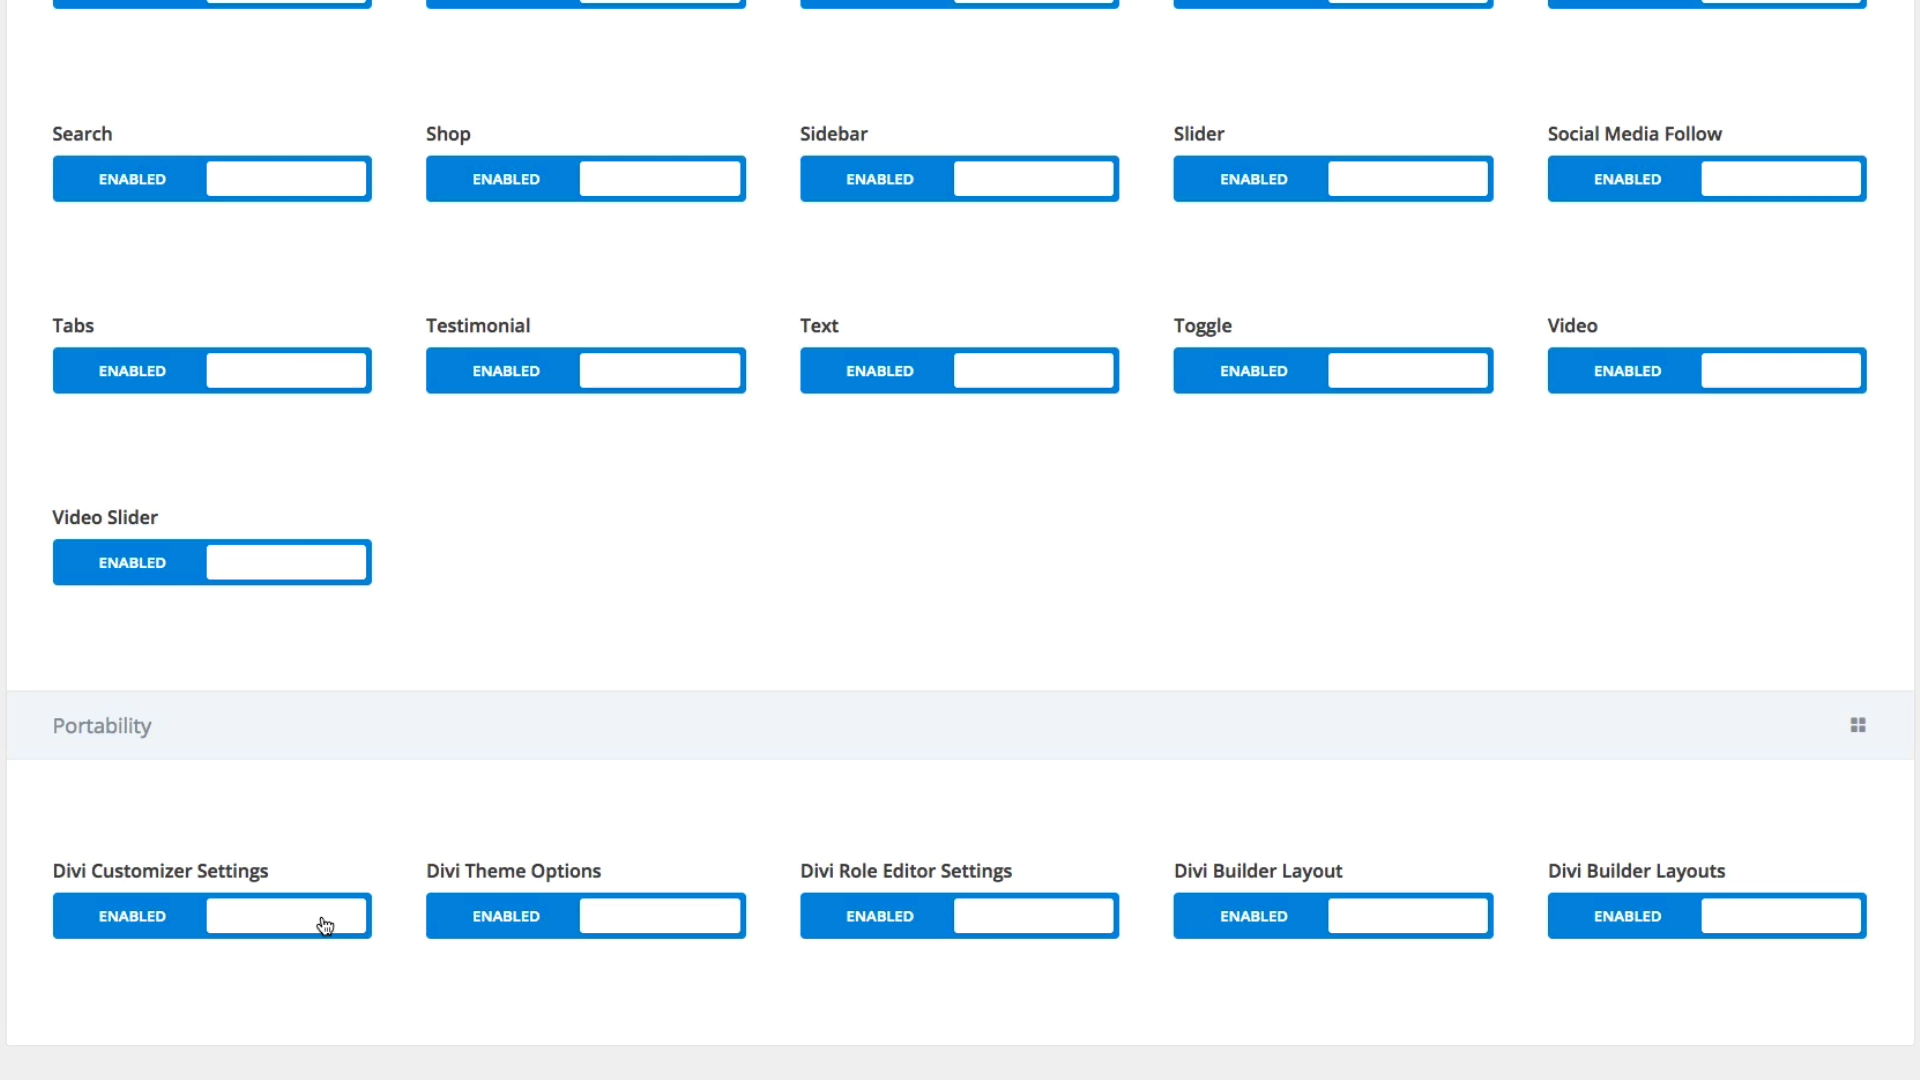 Search Shop Sidebar Slider Social Media Follow
ENABLED ENABLED ENABLED ENABLED ENABLED
Tabs Testimonial Text Toggle Video
ENABLED ENABLED ENABLED ENABLED ENABLED
Video Slider
ENABLED
Portability
Divi Customizer Settings Divi Theme Options Divi Role Editor Settings Divi Builder Layout Divi Builder Layouts
ENABLED ENABLED ENABLED ENABLED ENABLED